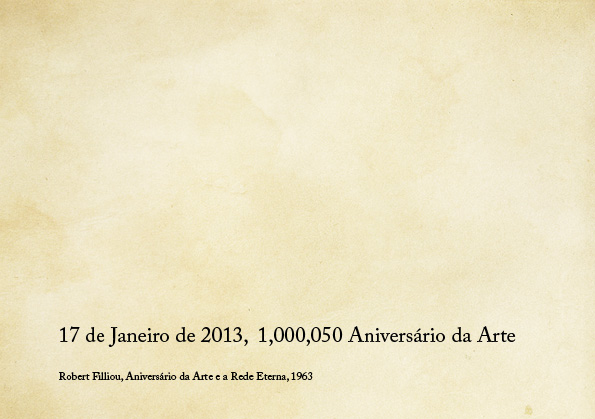 17 de Janeiro de 2013, 1,000,050 Aniversário da Arte
Robert Filliou, Aniversário da Arte e a Rede Eterna, 1963